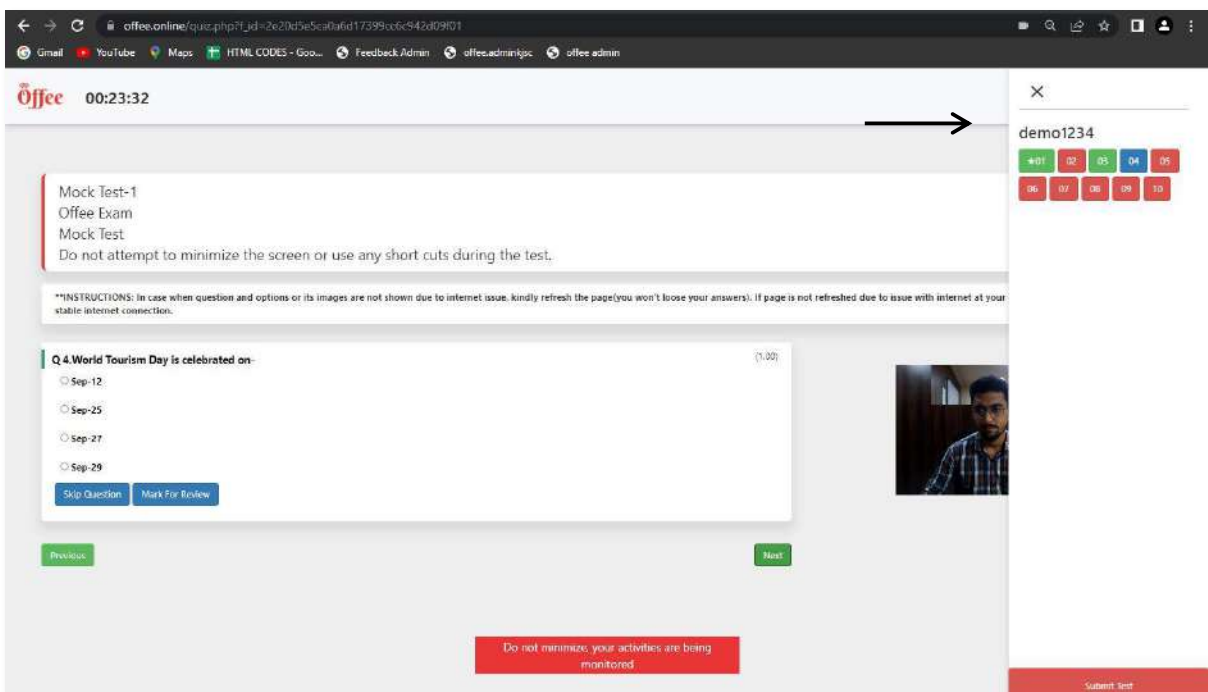 offee.online/quiz.php?f_id=2e20d5e5ca0a6d17399cc6c942d09f01
Gmail YouTube Maps HTML CODES - Goo... Feedback Admin offee.adminkjsc offee admin
Öffee 00:23:32
demo1234
★01 02 03 04 05
06 07 08 09 10
Mock Test-1
Offee Exam
Mock Test
Do not attempt to minimize the screen or use any short cuts during the test.
**INSTRUCTIONS: In case when question and options or its images are not shown due to internet issue, kindly refresh the page(you won't loose your answers). If page is not refreshed due to issue with internet at your
stable internet connection.
Q 4.World Tourism Day is celebrated on- (1.00)
Sep-12
Sep-25
Sep-27
Sep-29
Skip Question Mark For Review
Previous Next
Do not minimize, your activities are being
monitored
Submit Test